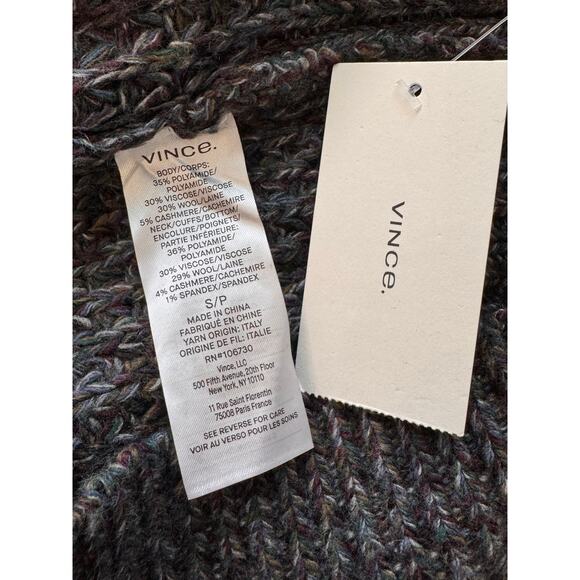 VINCE.
BODY/CORPS:
35% POLYAMIDE/
POLYAMIDE
30% VISCOSE/VISCOSE
30% WOOL/LAINE
5% CASHMERE/CACHEMIRE
NECK/CUFFS/BOTTOM/
ENCOLURE/POIGNETS/
PARTIE INFÉRIEURE:
36% POLYAMIDE/
POLYAMIDE
30% VISCOSE/VISCOSE
29% WOOL/LAINE
4% CASHMERE/CACHEMIRE
1% SPANDEX/SPANDEX
S/P
MADE IN CHINA
FABRIQUÉ EN CHINE
YARN ORIGIN: ITALY
ORIGINE DE FIL: ITALIE
RN#106730
Vince, LLC
500 Fifth Avenue, 20th Floor
New York, NY 10110
11 Rue Saint Florentin
75008 Paris France
SEE REVERSE FOR CARE
VOIR AU VERSO POUR LES SOINS
VINCE.